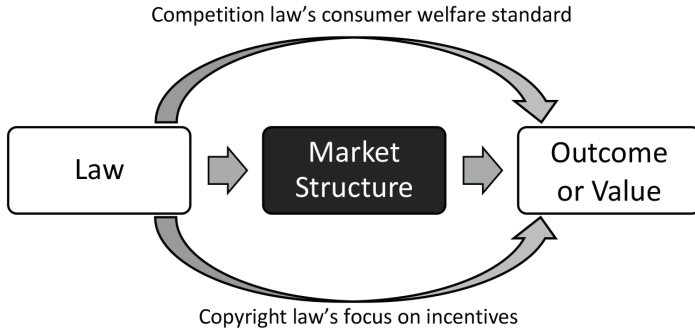 Competition law's consumer welfare standard
Law
Market
Structure
Outcome
or Value
Copyright law's focus on incentives